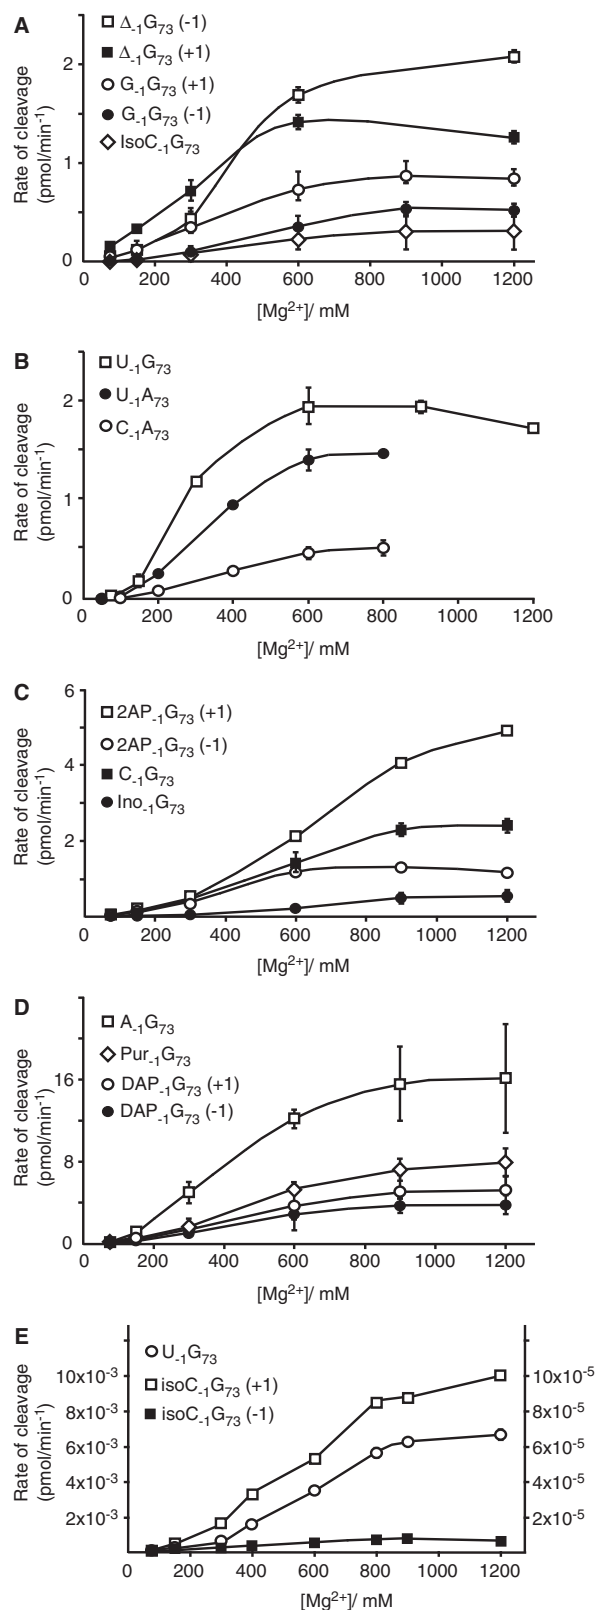 A
Δ-1G73 (-1)
Δ-1G73 (+1)
G-1G73 (+1)
G-1G73 (-1)
IsoC-1G73
Rate of cleavage
(pmol/min-1)
2
1
0
0 200 400 600 800 1000 1200
[Mg2+]/ mM
B
U-1G73
U-1A73
C-1A73
Rate of cleavage
(pmol/min-1)
2
1
0
0 200 400 600 800 1000 1200
[Mg2+]/ mM
C
2AP-1G73 (+1)
2AP-1G73 (-1)
C-1G73
Ino-1G73
Rate of cleavage
(pmol/min-1)
6
4
2
0 200 400 600 800 1000 1200
[Mg2+]/ mM
D
A-1G73
Pur-1G73
DAP-1G73 (+1)
DAP-1G73 (-1)
Rate of cleavage
(pmol/min-1)
16
8
0
0 200 400 600 800 1000 1200
[Mg2+]/ mM
E
U-1G73
isoC-1G73 (+1)
isoC-1G73 (-1)
Rate of cleavage
(pmol/min-1)
10x10-3 10x10-5
8x10-3 8x10-5
6x10-3 6x10-5
4x10-3 4x10-5
2x10-3 2x10-5
0 200 400 600 800 1000 1200
[Mg2+]/ mM